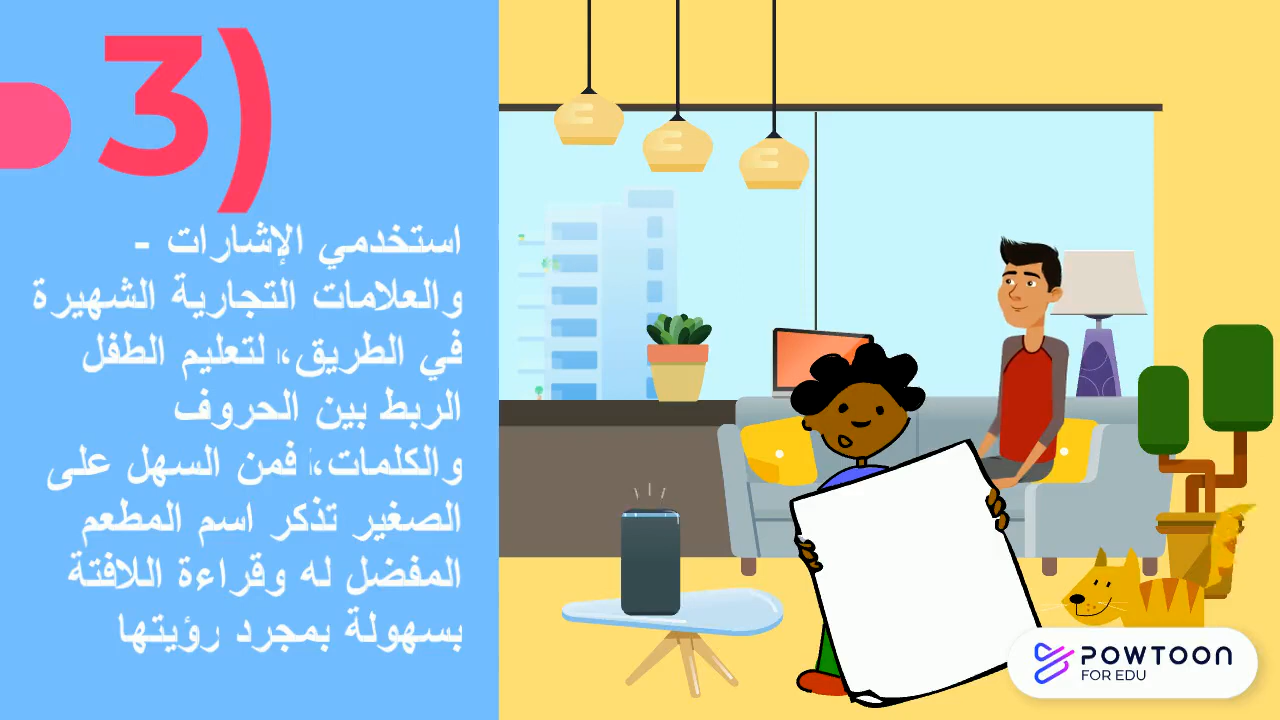 3)
استخدمي الإشارات -
والعلامات التجارية الشهيرة
في الطريق، لتعليم الطفل
الربط بين الحروف
والكلمات، فمن السهل على
الصغير تذكر اسم المطعم
المفضل له وقراءة اللافتة
بسهولة بمجرد رؤيتها
POWTOON
FOR EDU